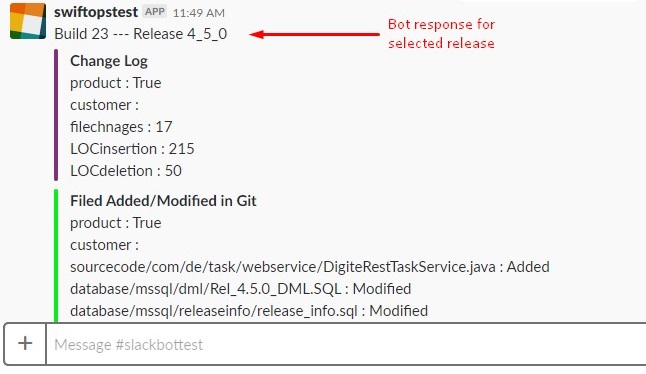 swiftopstest APP 11:49 AM
Build 23 --- Release 4_5_0
Bot response for
selected release
Change Log
product : True
customer :
filechnages : 17
LOCinsertion : 215
LOCdeletion : 50
Filed Added/Modified in Git
product : True
customer :
sourcecode/com/de/task/webservice/DigiteRestTaskService.java : Added
database/mssql/dml/Rel_4.5.0_DML.SQL : Modified
database/mssql/releaseinfo/release_info.sql : Modified
+ Message #slackbottest